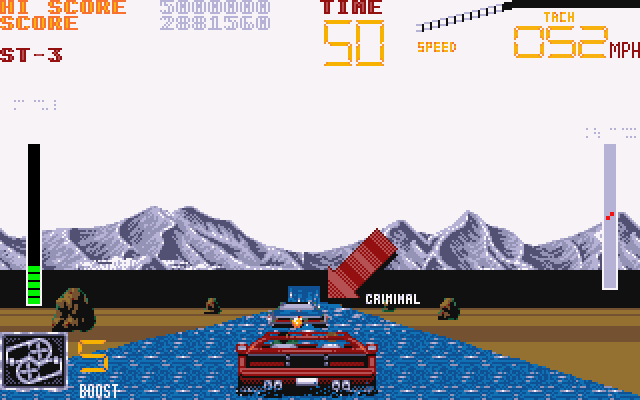 HI SCORE 5000000
SCORE 2881560
ST-3
TIME
50
SPEED
TACH
052 MPH
CRIMINAL
5
BOOST